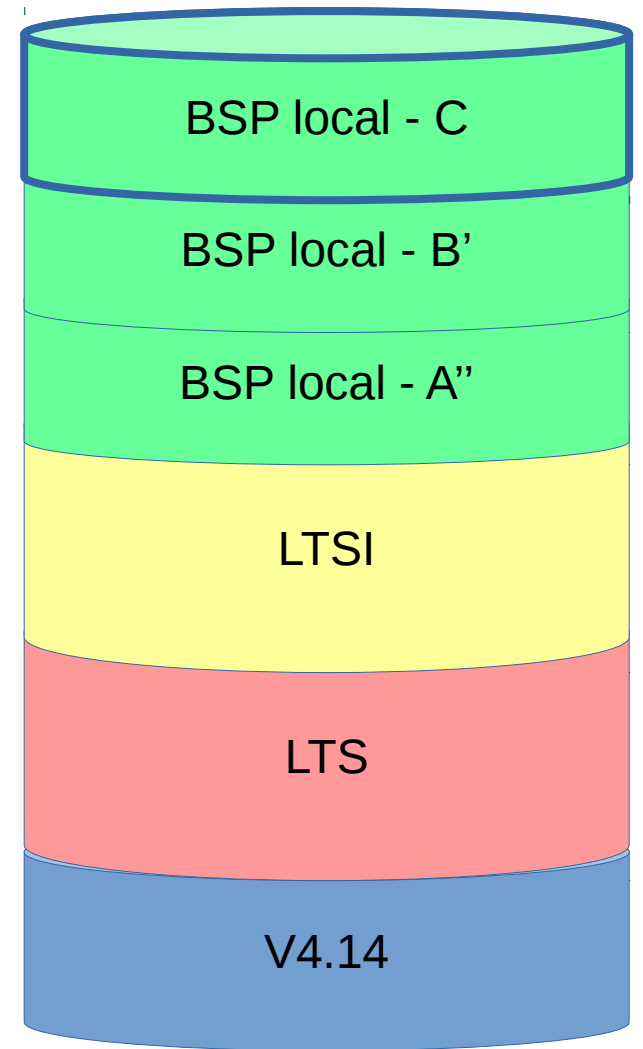 BSP local - C
BSP local - B’
BSP local - A’’
LTSI
LTS
V4.14